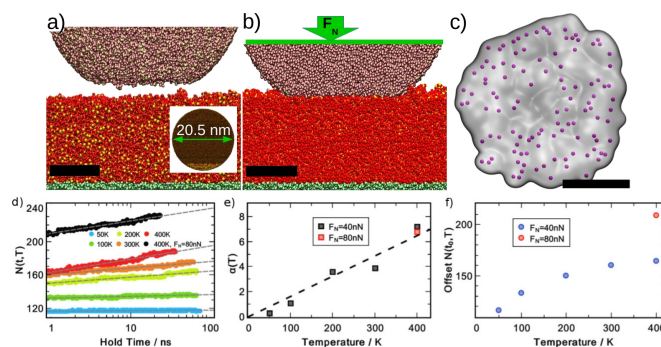 a)
b)
c)
F_N
20.5 nm
d)
e)
f)
N(t,T)
240
200
160
120
50K 200K 400K
100K 300K 400K, F_N=80nN
1 10 100
Hold Time / ns
α(T)
8
6
4
2
0
F_N=40nN
F_N=80nN
0 100 200 300 400
Temperature / K
Offset N(t₀,T)
200
150
100
F_N=40nN
F_N=80nN
0 100 200 300 400
Temperature / K